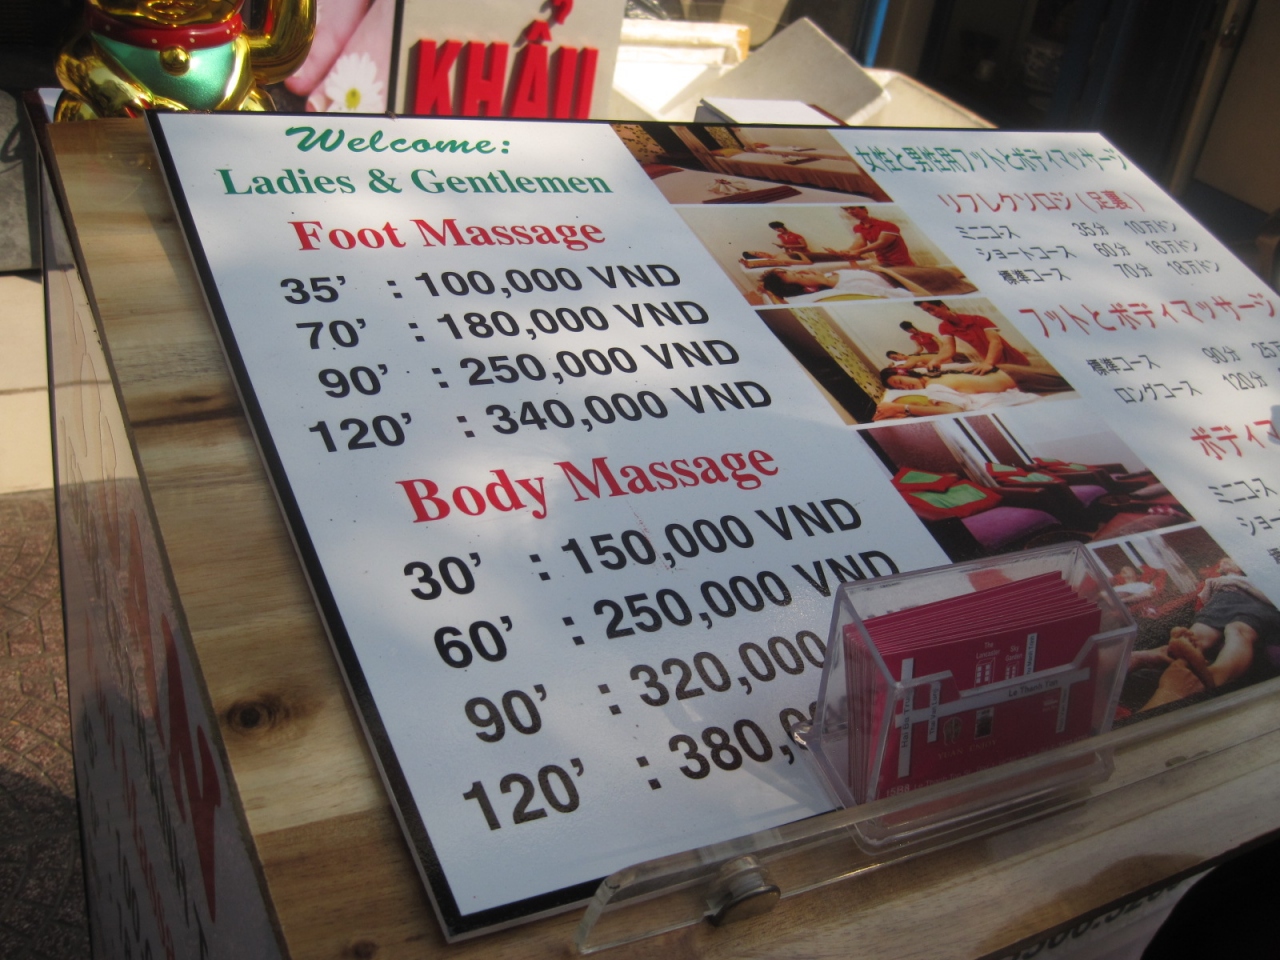 KHẨU
Welcome:
Ladies & Gentlemen
Foot Massage
35' : 100,000 VND
70' : 180,000 VND
90' : 250,000 VND
120' : 340,000 VND
Body Massage
30' : 150,000 VND
60' : 250,000 VND
90' : 320,000
120' : 380,
女性と男性用フットとボディマッサージ
リフレクソロジ(足裏)
ミニコース 35分 10万ドン
ショートコース 60分 16万ドン
標準コース 70分 18万ドン
フットとボディマッサージ
標準コース 90分 25万
ロングコース 120分
ボディ
ミニコース
ショー
Le Thanh Ton